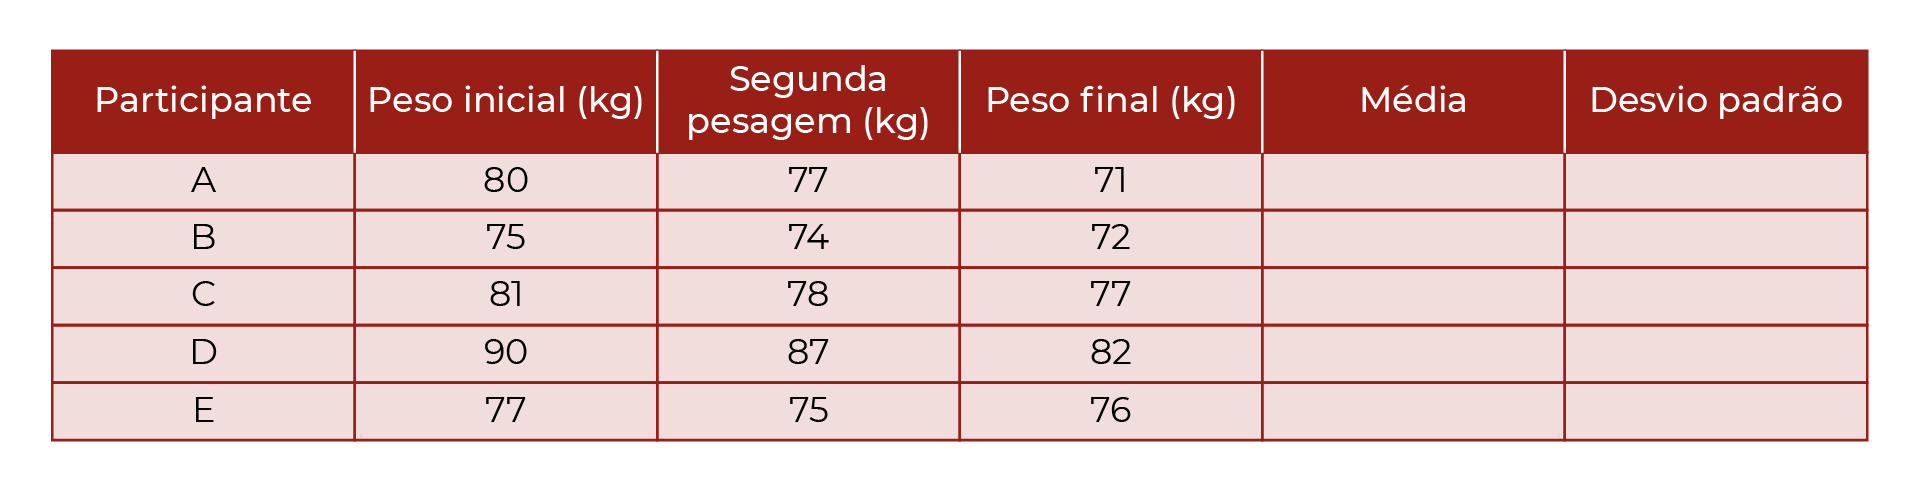 Participante Peso inicial (kg) Segunda pesagem (kg) Peso final (kg) Média Desvio padrão
A 80 77 71
B 75 74 72
C 81 78 77
D 90 87 82
E 77 75 76